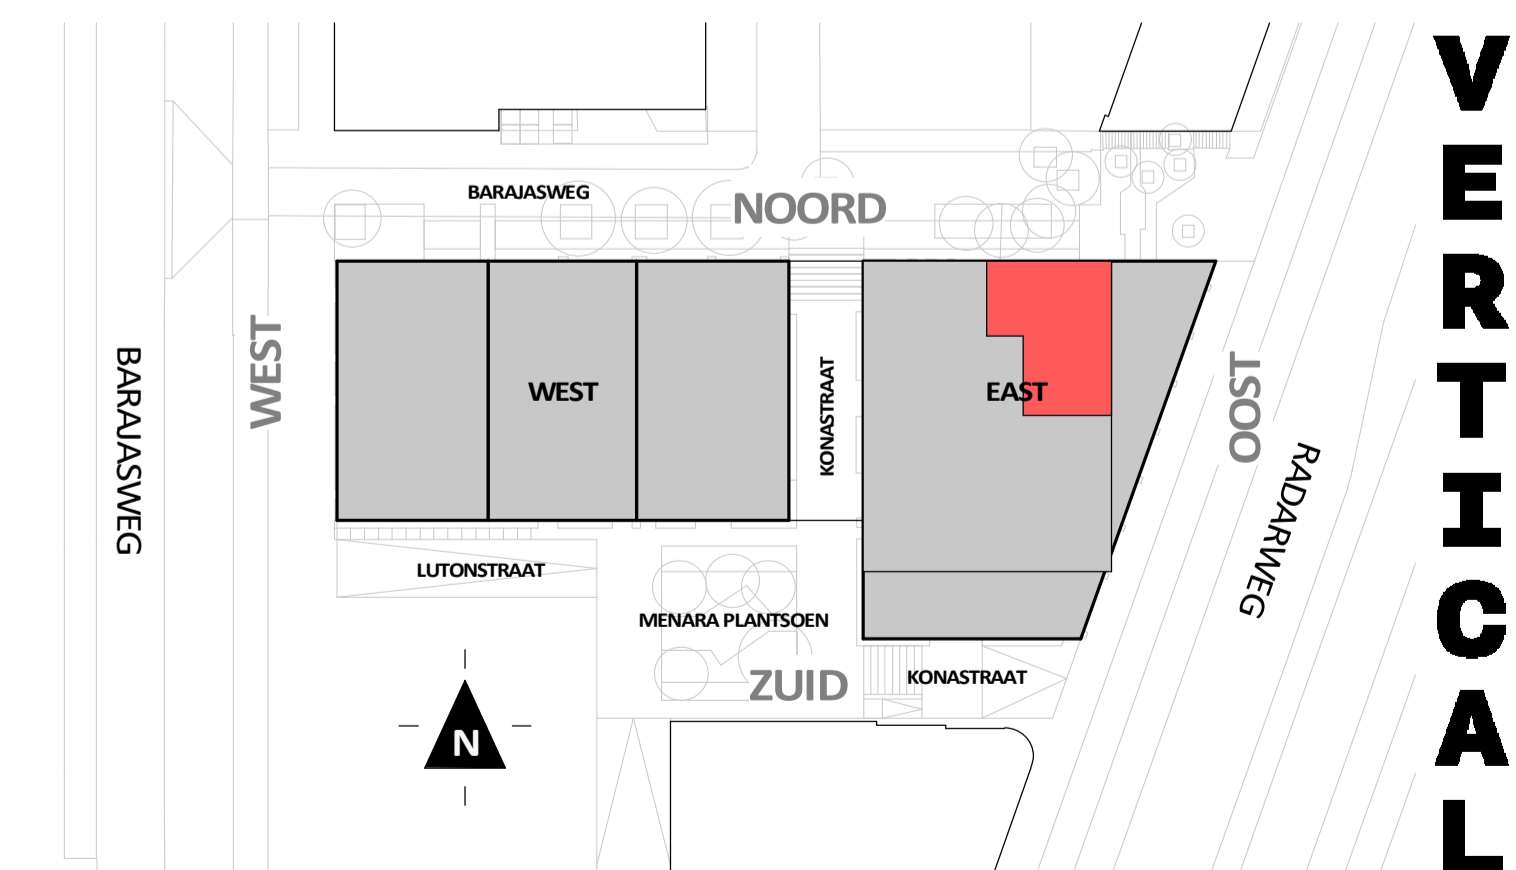 BARAJASWEG
NOORD
WEST
BARAJASWEG
WEST
KONASTRAAT
EAST
OOST
RADARWEG
LUTONSTRAAT
MENARA PLANTSOEN
ZUID
KONASTRAAT
N
VERTICAL